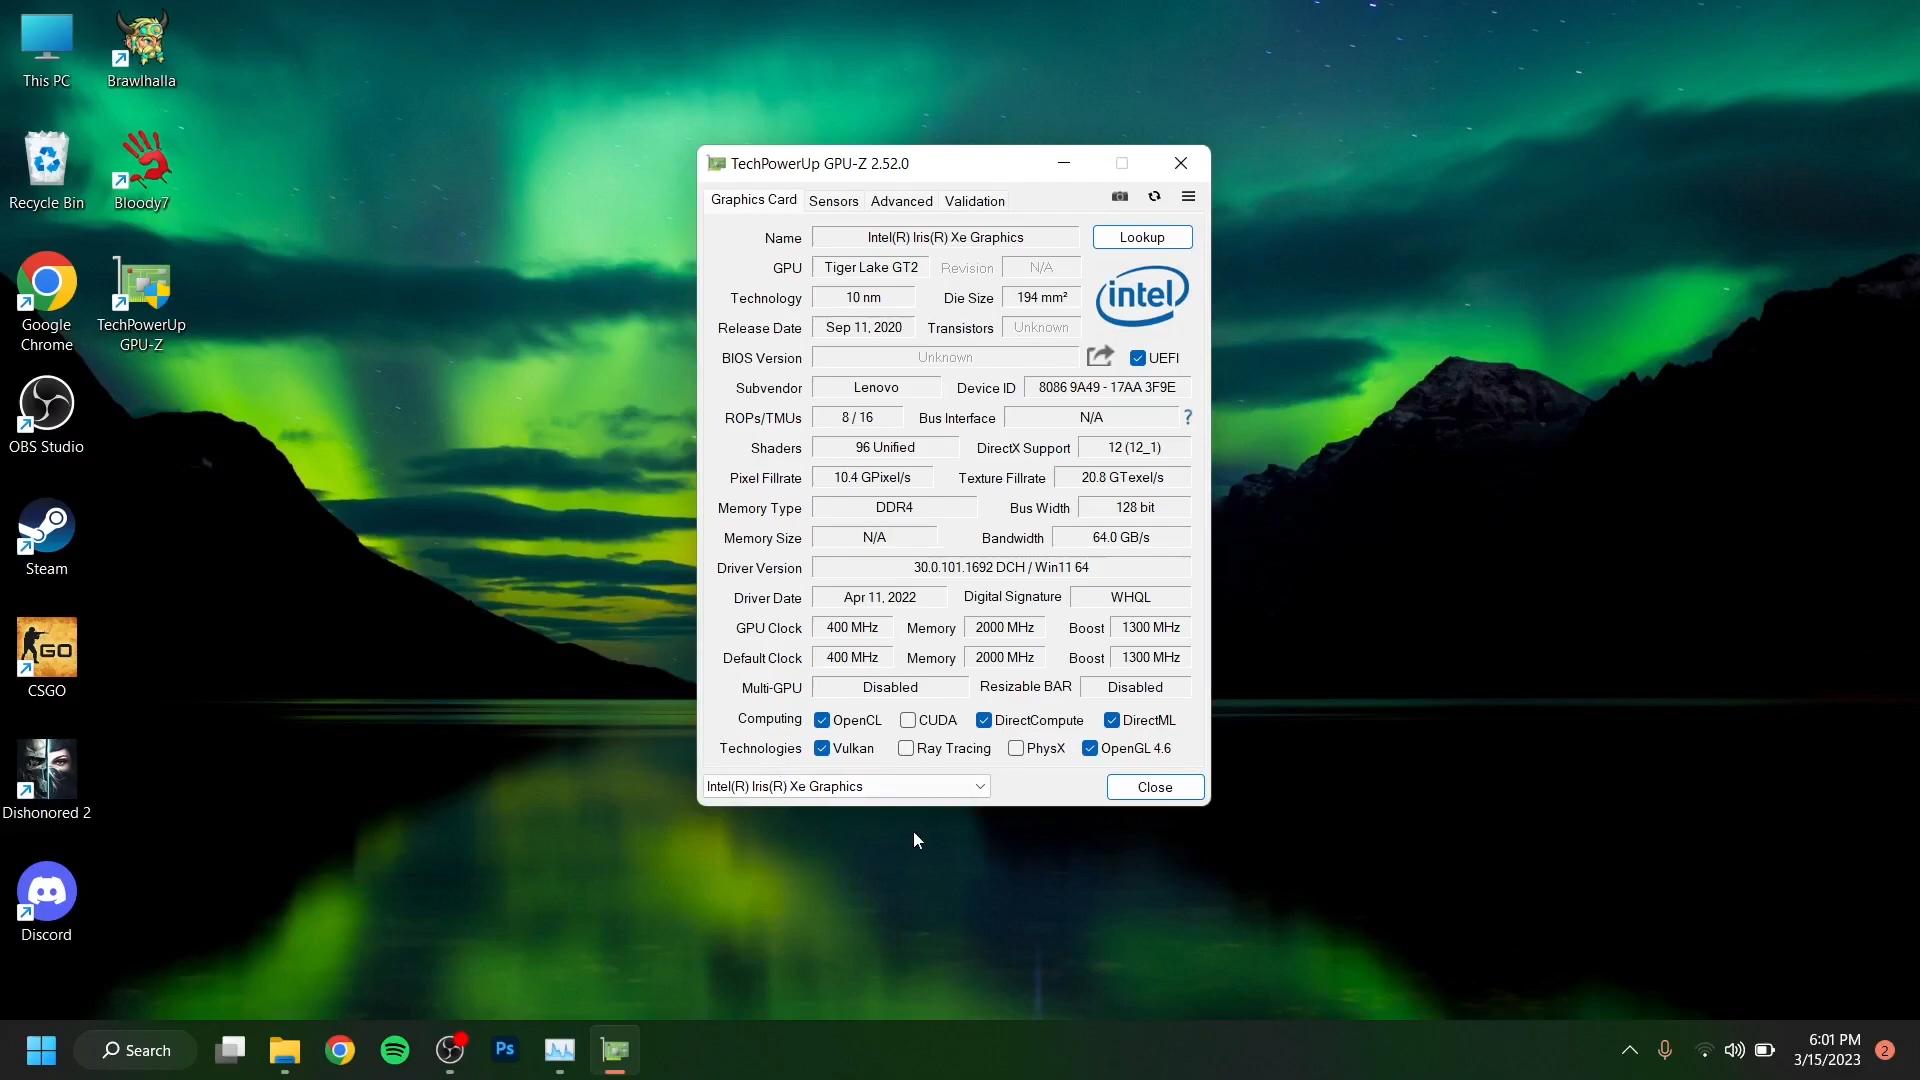 This PC
Brawlhalla
Recycle Bin
Bloody7
Google
Chrome
TechPowerUp
GPU-Z
OBS Studio
Steam
GO
CSGO
Dishonored 2
Discord
TechPowerUp GPU-Z 2.52.0
Graphics Card Sensors Advanced Validation
Name Intel(R) Iris(R) Xe Graphics Lookup
GPU Tiger Lake GT2 Revision N/A
intel
Technology 10 nm Die Size 194 mm²
Release Date Sep 11, 2020 Transistors Unknown
BIOS Version Unknown UEFI
Subvendor Lenovo Device ID 8086 9A49 - 17AA 3F9E
ROPs/TMUs 8 / 16 Bus Interface N/A ?
Shaders 96 Unified DirectX Support 12 (12_1)
Pixel Fillrate 10.4 GPixel/s Texture Fillrate 20.8 GTexel/s
Memory Type DDR4 Bus Width 128 bit
Memory Size N/A Bandwidth 64.0 GB/s
Driver Version 30.0.101.1692 DCH / Win11 64
Driver Date Apr 11, 2022 Digital Signature WHQL
GPU Clock 400 MHz Memory 2000 MHz Boost 1300 MHz
Default Clock 400 MHz Memory 2000 MHz Boost 1300 MHz
Multi-GPU Disabled Resizable BAR Disabled
Computing OpenCL CUDA DirectCompute DirectML
Technologies Vulkan Ray Tracing PhysX OpenGL 4.6
Intel(R) Iris(R) Xe Graphics Close
Search
Ps
6:01 PM
3/15/2023
2